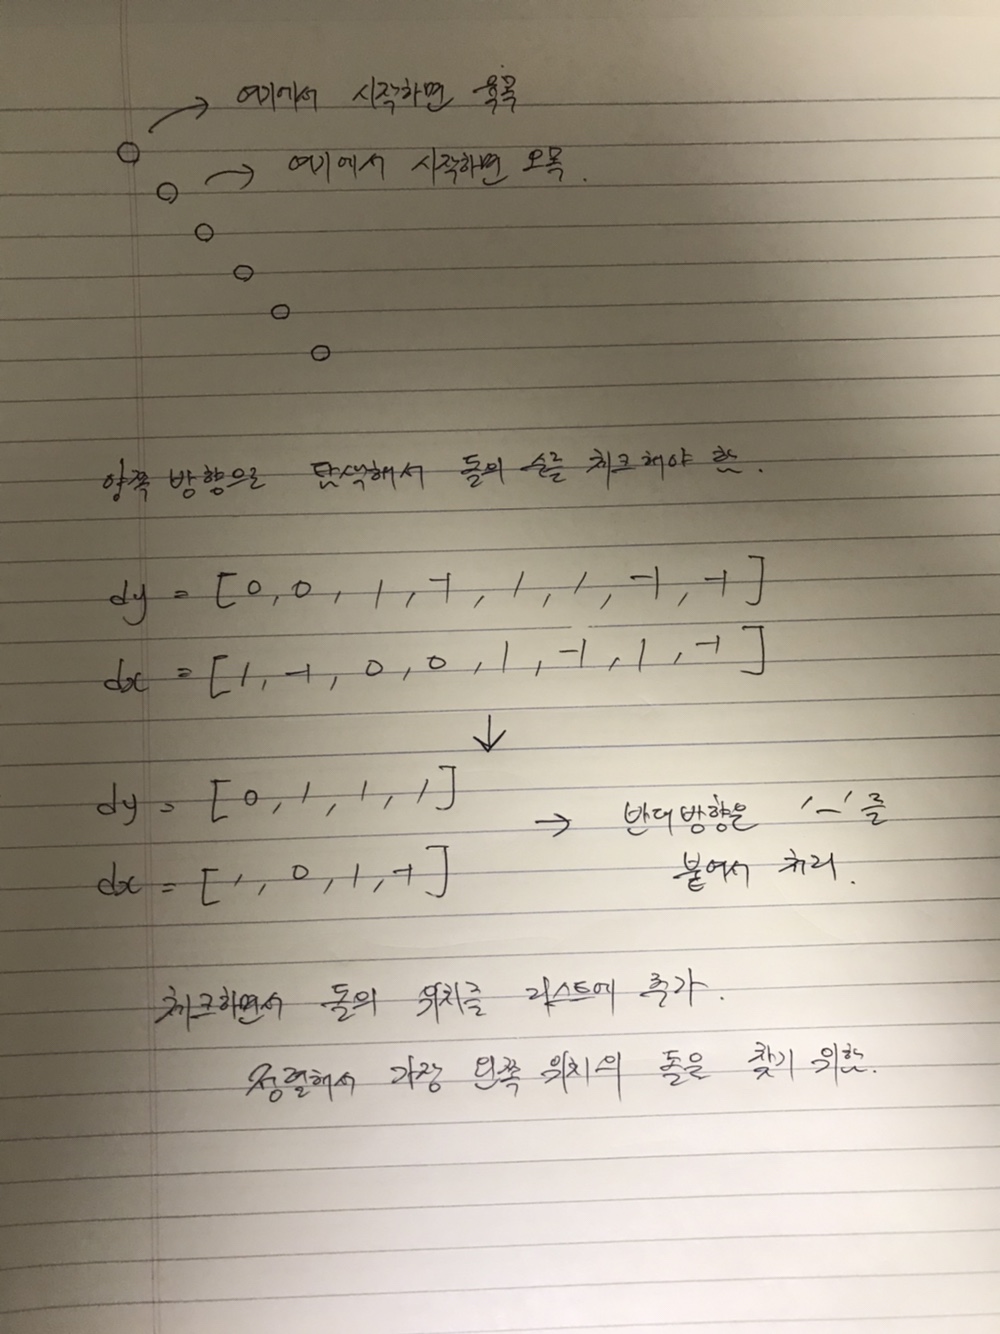 여기에서 시작하면 육목
여기에서 시작하면 오목.
양쪽 방향으로 탐색해서 돌의 수를 체크해야 함.
dy = [0, 0, 1, -1, 1, 1, -1, -1]
dx = [1, -1, 0, 0, 1, -1, 1, -1]
↓
dy = [0, 1, 1, 1] → 반대방향은 '-'를
dx = [1, 0, 1, -1] 붙여서 처리.
체크하면서 돌의 위치를 리스트에 추가.
정렬해서 가장 왼쪽 위치의 돌을 찾기 위함.